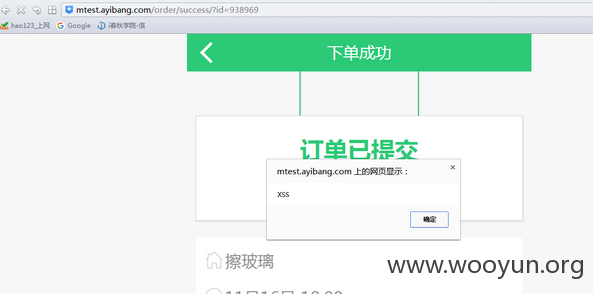 mtest.ayibang.com/order/success/?id=938969
hao123_上网 Google i春秋学院-信
下单成功
订单已提交
mtest.ayibang.com 上的网页显示：
xss
确定
擦玻璃
www.wooyun.org